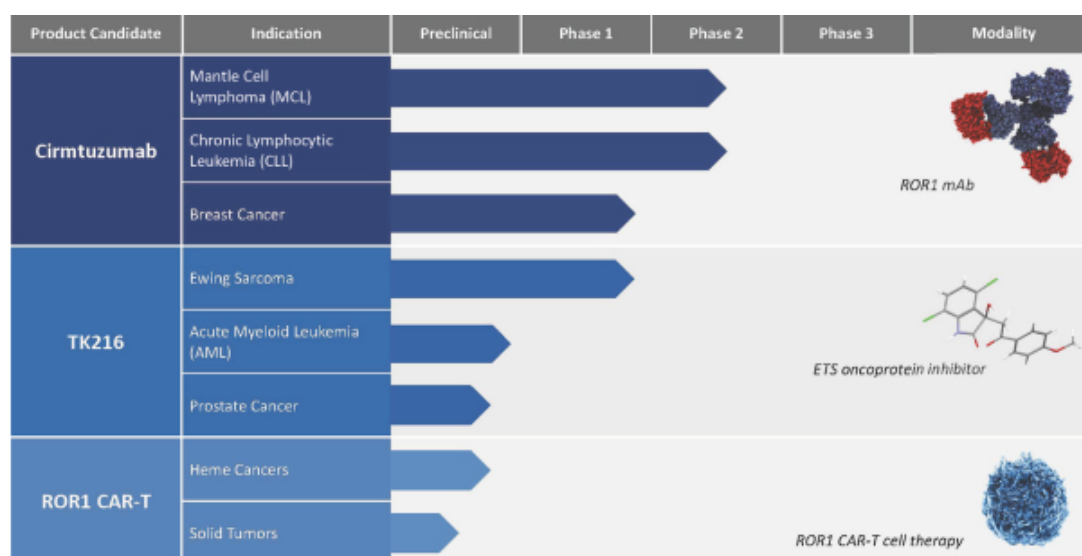 Product Candidate Indication Preclinical Phase 1 Phase 2 Phase 3 Modality
Cirmtuzumab
Mantle Cell
Lymphoma (MCL)
Chronic Lymphocytic
Leukemia (CLL)
Breast Cancer
ROR1 mAb
TK216
Ewing Sarcoma
Acute Myeloid Leukemia
(AML)
Prostate Cancer
ETS oncoprotein inhibitor
ROR1 CAR-T
Heme Cancers
Solid Tumors
ROR1 CAR-T cell therapy